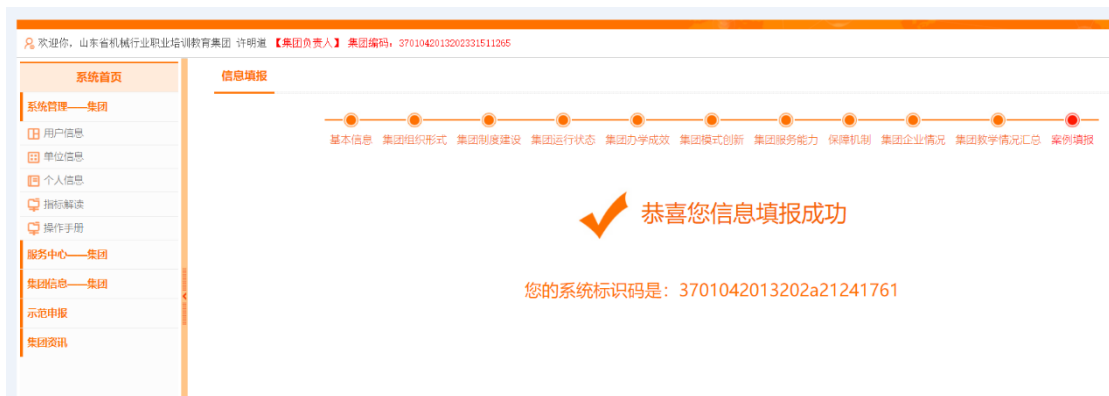 欢迎你，山东省机械行业职业培训教育集团 许明道 【集团负责人】 集团编码：3701042013202331511265
系统首页
信息填报
系统管理——集团
用户信息
单位信息
个人信息
指标解读
操作手册
服务中心——集团
集团信息——集团
示范申报
集团资讯
基本信息 集团组织形式 集团制度建设 集团运行状态 集团办学成效 集团模式创新 集团服务能力 保障机制 集团企业情况 集团教学情况汇总 案例填报
恭喜您信息填报成功
您的系统标识码是：3701042013202a21241761